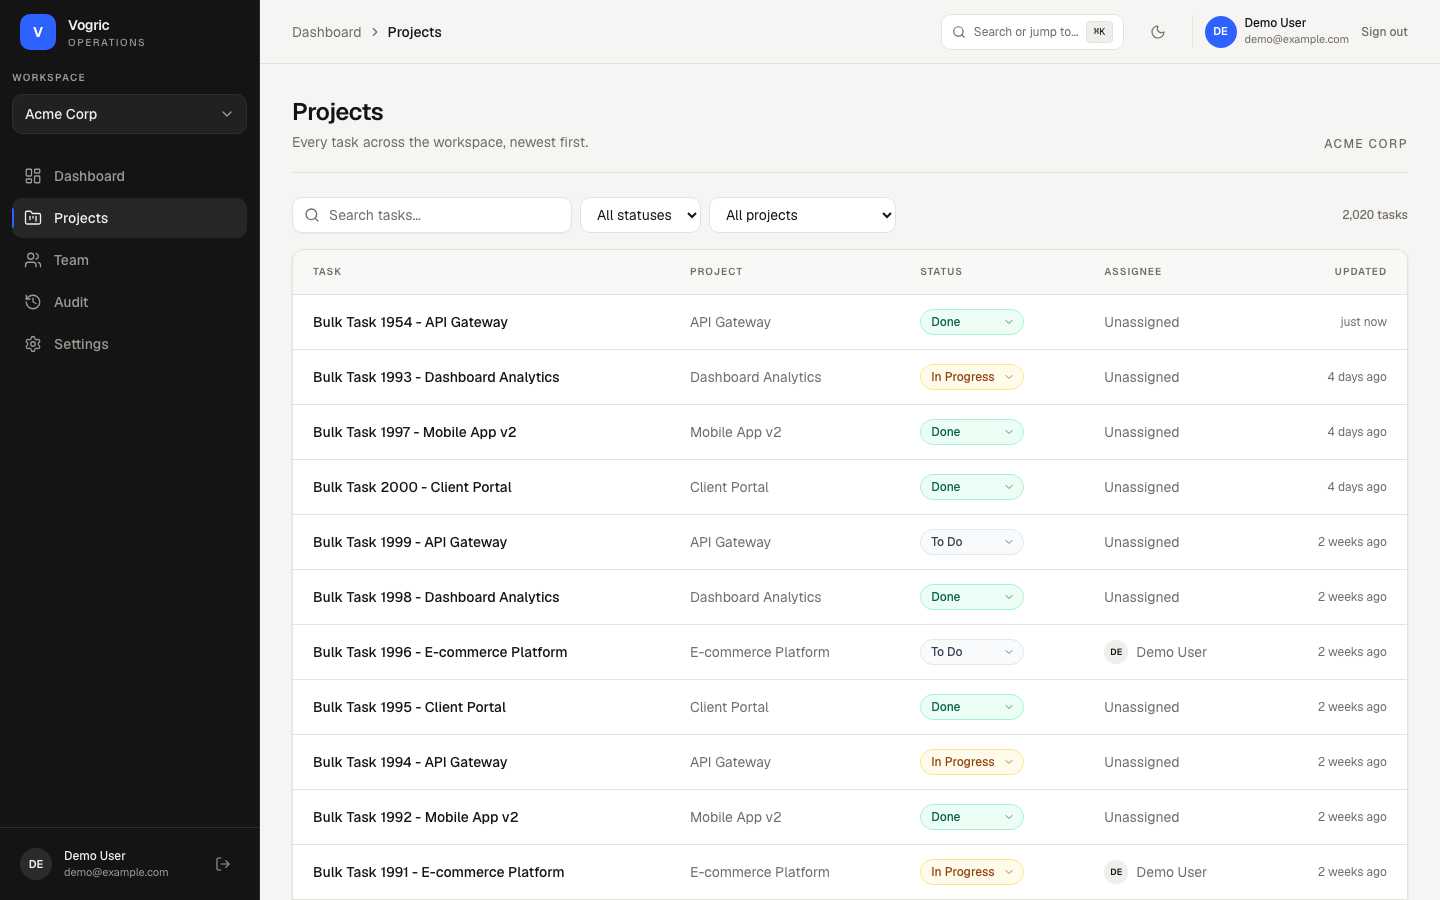 V
Vogric
OPERATIONS
WORKSPACE
Acme Corp
Dashboard
Projects
Team
Audit
Settings
DE
Demo User
demo@example.com
Dashboard > Projects
Search or jump to... ⌘K
DE
Demo User
demo@example.com
Sign out
Projects
Every task across the workspace, newest first.
ACME CORP
Search tasks...
All statuses
All projects
2,020 tasks
TASK PROJECT STATUS ASSIGNEE UPDATED
Bulk Task 1954 - API Gateway API Gateway Done Unassigned just now
Bulk Task 1993 - Dashboard Analytics Dashboard Analytics In Progress Unassigned 4 days ago
Bulk Task 1997 - Mobile App v2 Mobile App v2 Done Unassigned 4 days ago
Bulk Task 2000 - Client Portal Client Portal Done Unassigned 4 days ago
Bulk Task 1999 - API Gateway API Gateway To Do Unassigned 2 weeks ago
Bulk Task 1998 - Dashboard Analytics Dashboard Analytics Done Unassigned 2 weeks ago
Bulk Task 1996 - E-commerce Platform E-commerce Platform To Do DE Demo User 2 weeks ago
Bulk Task 1995 - Client Portal Client Portal Done Unassigned 2 weeks ago
Bulk Task 1994 - API Gateway API Gateway In Progress Unassigned 2 weeks ago
Bulk Task 1992 - Mobile App v2 Mobile App v2 Done Unassigned 2 weeks ago
Bulk Task 1991 - E-commerce Platform E-commerce Platform In Progress DE Demo User 2 weeks ago